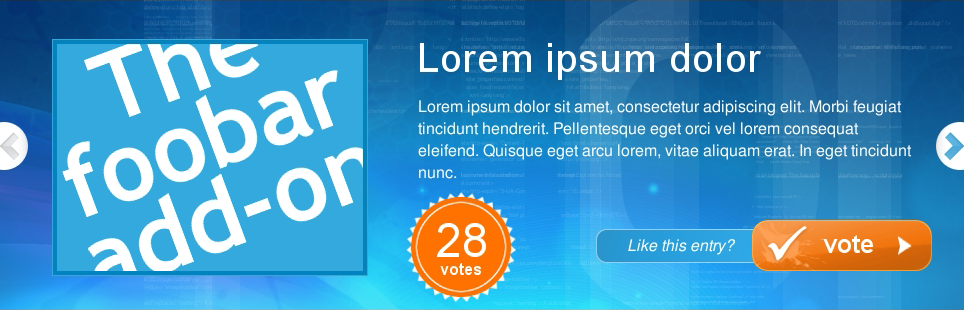 The
foobar
add-on
Lorem ipsum dolor
Lorem ipsum dolor sit amet, consectetur adipiscing elit. Morbi feugiat
tincidunt hendrerit. Pellentesque eget orci vel lorem consequat
eleifend. Quisque eget arcu lorem, vitae aliquam erat. In eget tincidunt
nunc.
28
votes
Like this entry?
vote